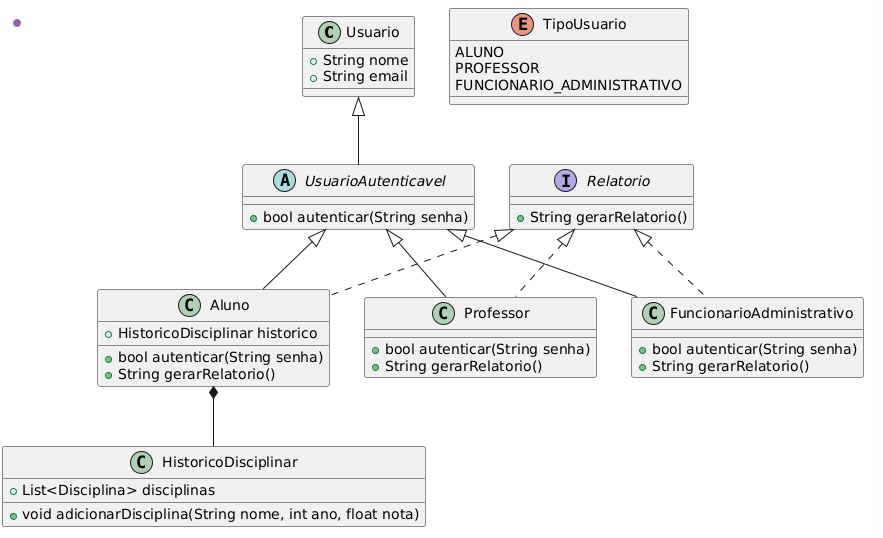 C Usuario
String nome
String email
E TipoUsuario
ALUNO
PROFESSOR
FUNCIONARIO_ADMINISTRATIVO
A UsuarioAutenticavel
bool autenticar(String senha)
I Relatorio
String gerarRelatorio()
C Aluno
HistoricoDisciplinar historico
bool autenticar(String senha)
String gerarRelatorio()
C Professor
bool autenticar(String senha)
String gerarRelatorio()
C FuncionarioAdministrativo
bool autenticar(String senha)
String gerarRelatorio()
C HistoricoDisciplinar
List<Disciplina> disciplinas
void adicionarDisciplina(String nome, int ano, float nota)